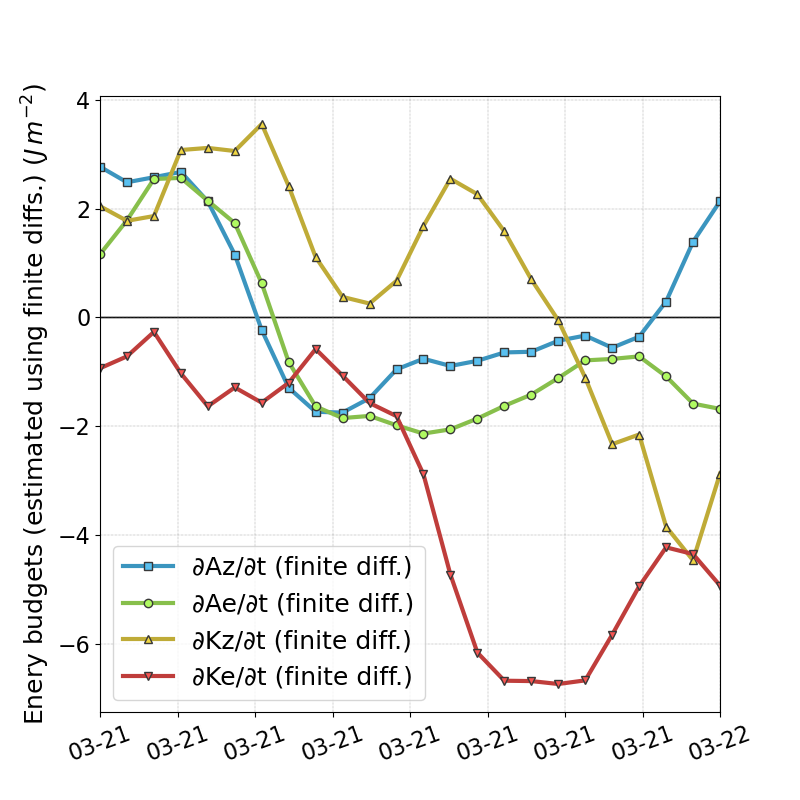 Enery budgets (estimated using finite diffs.) (J m⁻²)
4
2
0
−2
−4
−6
∂Az/∂t (finite diff.)
∂Ae/∂t (finite diff.)
∂Kz/∂t (finite diff.)
∂Ke/∂t (finite diff.)
03-21 03-21 03-21 03-21 03-21 03-21 03-21 03-21 03-22